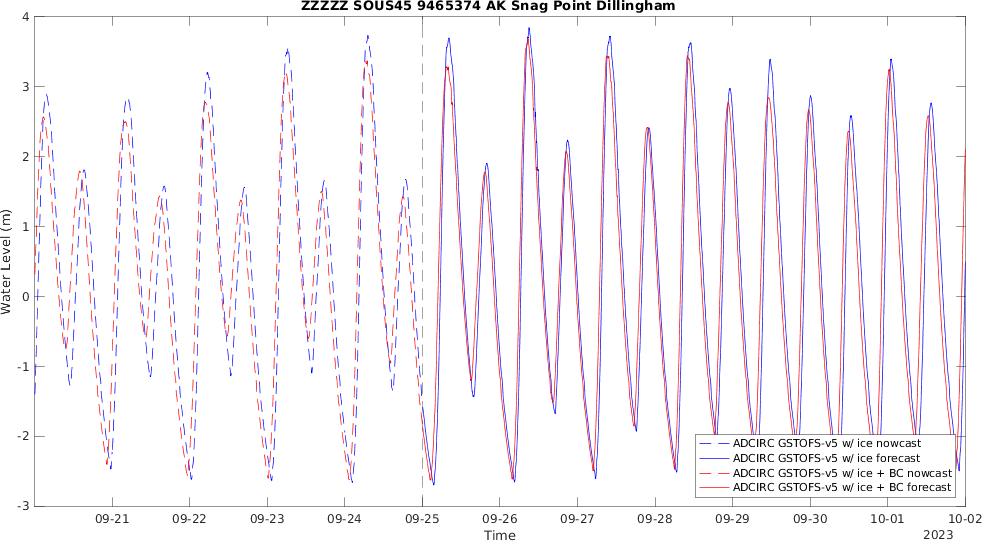 ZZZZZ SOUS45 9465374 AK Snag Point Dillingham
Water Level (m)
4
3
2
1
0
-1
-2
-3
ADCIRC GSTOFS-v5 w/ ice nowcast
ADCIRC GSTOFS-v5 w/ ice forecast
ADCIRC GSTOFS-v5 w/ ice + BC nowcast
ADCIRC GSTOFS-v5 w/ ice + BC forecast
09-21 09-22 09-23 09-24 09-25 09-26 09-27 09-28 09-29 09-30 10-01 10-02
Time
2023